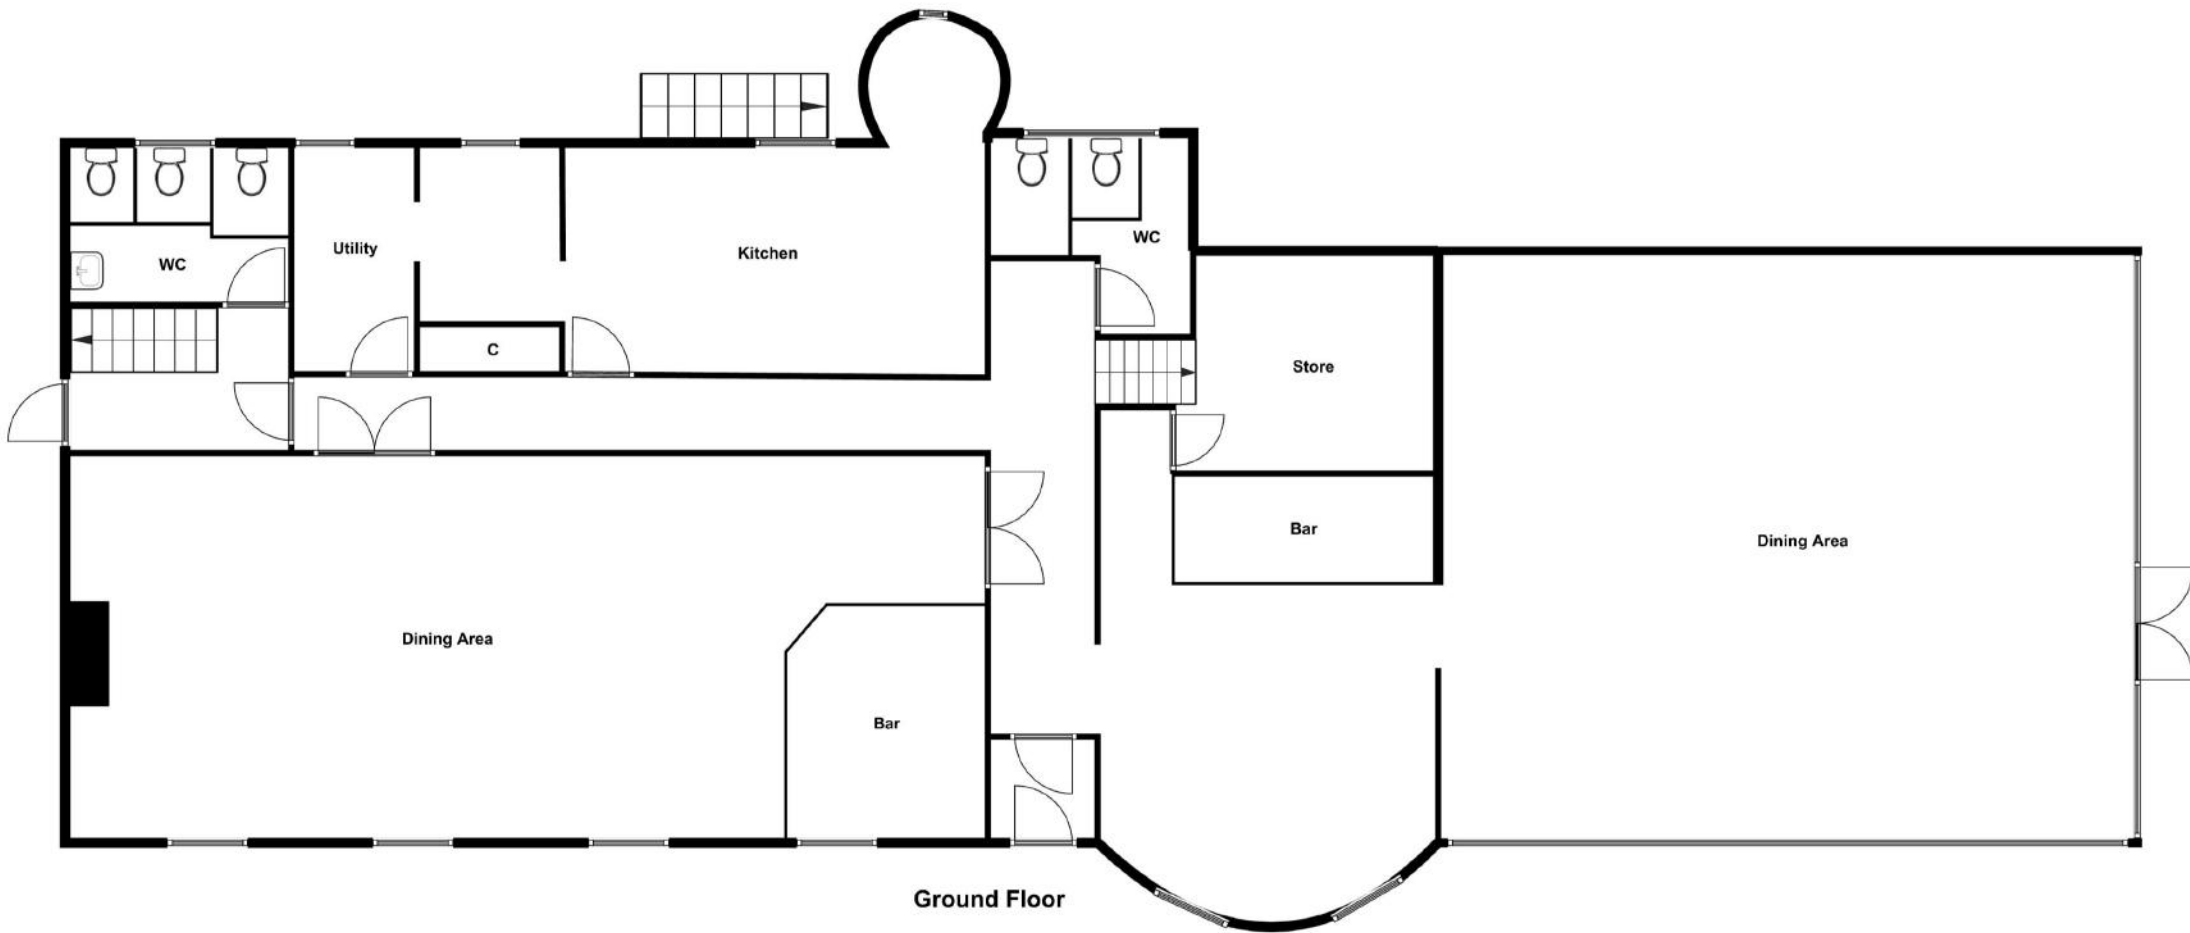 WC
Utility
Kitchen
WC
C
Store
Bar
Dining Area
Dining Area
Bar
Ground Floor